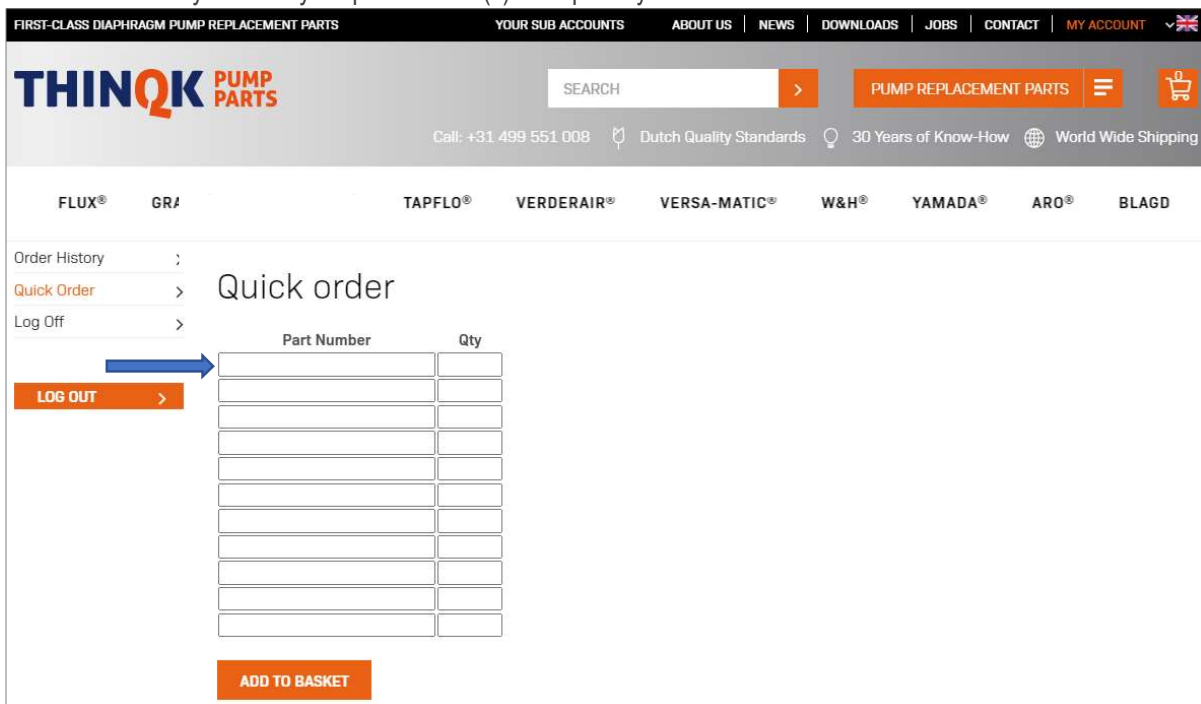 FIRST-CLASS DIAPHRAGM PUMP REPLACEMENT PARTS YOUR SUB ACCOUNTS ABOUT US | NEWS | DOWNLOADS | JOBS | CONTACT | MY ACCOUNT
THINQK PUMP PARTS
SEARCH > PUMP REPLACEMENT PARTS 0
Call: +31 499 551 008 Dutch Quality Standards 30 Years of Know-How World Wide Shipping
FLUX® GRA TAPFLO® VERDERAIR® VERSA-MATIC® W&H® YAMADA® ARO® BLAGD
Order History
Quick Order >
Log Off >
LOG OUT >
Quick order
Part Number Qty
ADD TO BASKET